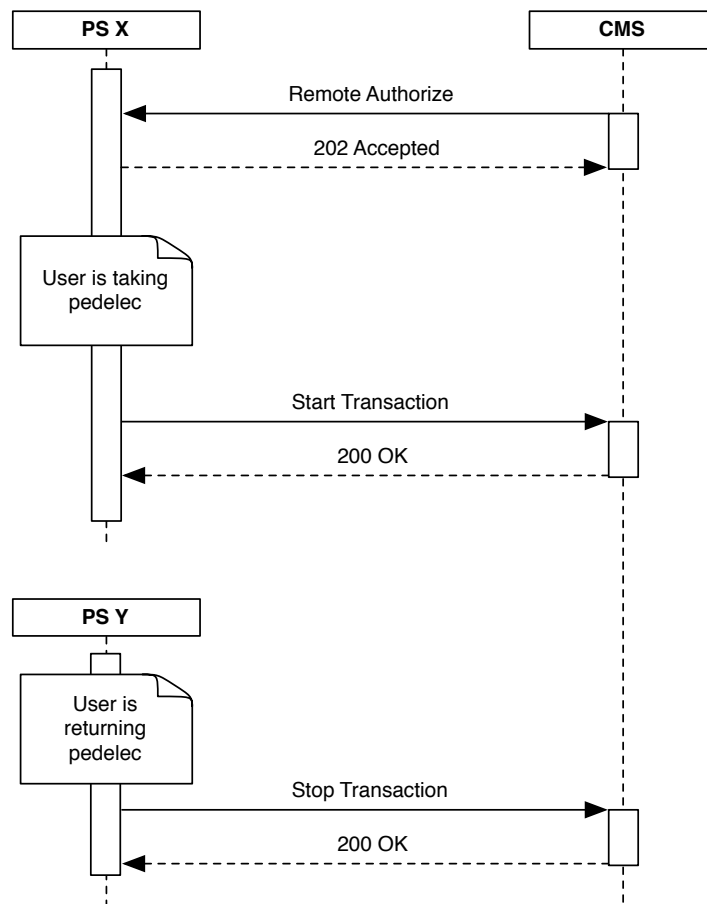 PS X
CMS
Remote Authorize
202 Accepted
User is taking
pedelec
Start Transaction
200 OK
PS Y
User is
returning
pedelec
Stop Transaction
200 OK